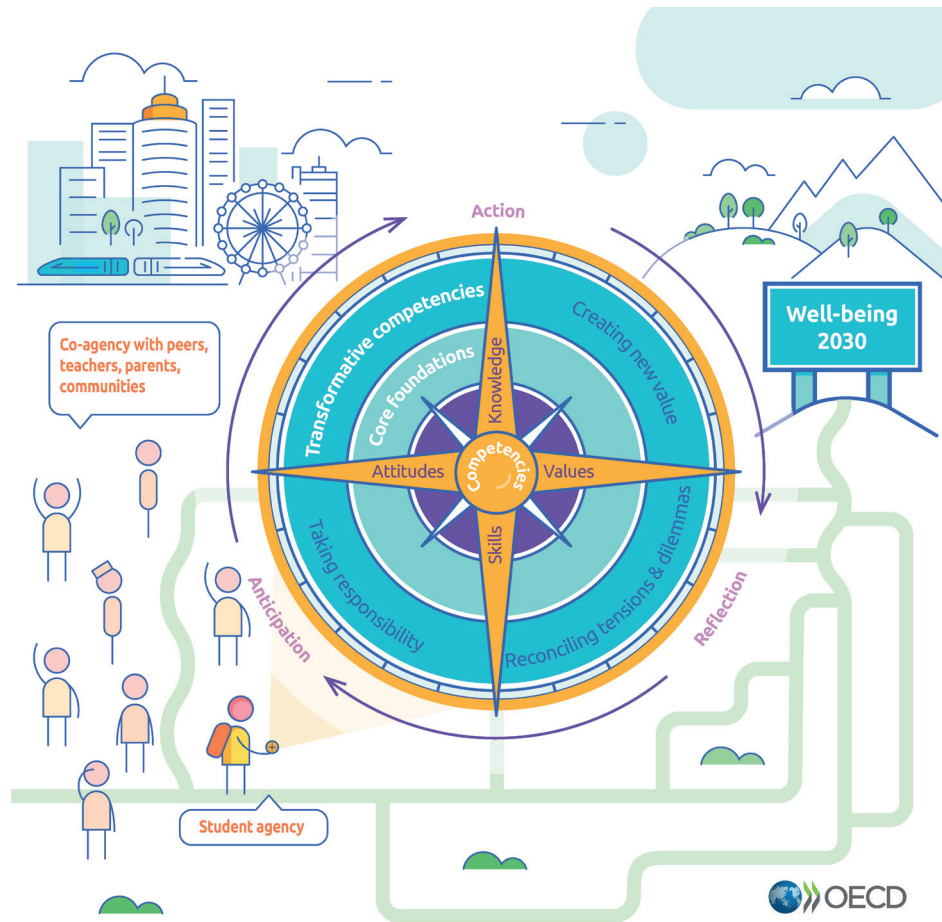 Action
Transformative competencies
Creating new value
Well-being
2030
Co-agency with peers,
teachers, parents,
communities
Core foundations
Knowledge
Attitudes
Competencies
Values
Skills
Taking responsibility
Reconciling tensions & dilemmas
Anticipation
Reflection
Student agency
OECD